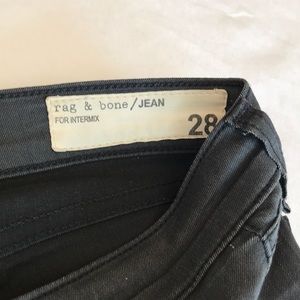 rag & bone/JEAN
FOR INTERMIX
28